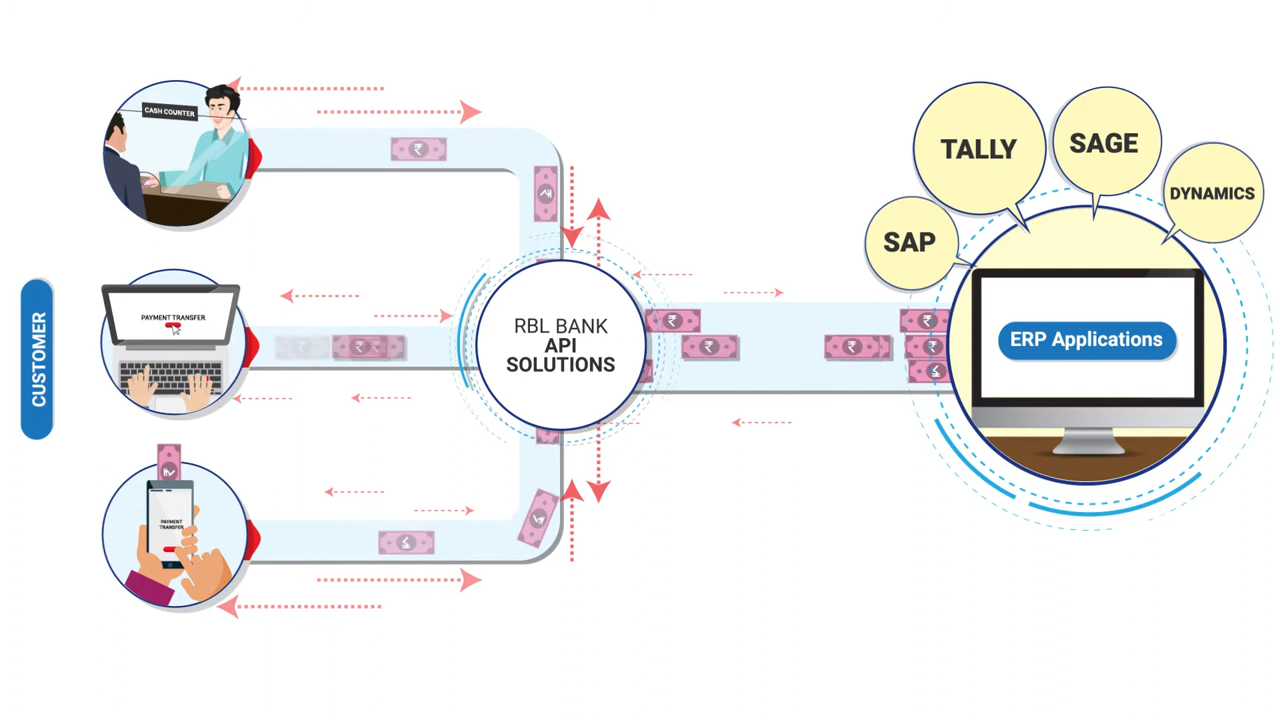 CASH COUNTER
TALLY
SAGE
DYNAMICS
SAP
CUSTOMER
PAYMENT TRANSFER
RBL BANK
API
SOLUTIONS
ERP Applications
PAYMENT
TRANSFER
₹
₹
₹
₹
₹
₹
₹
₹